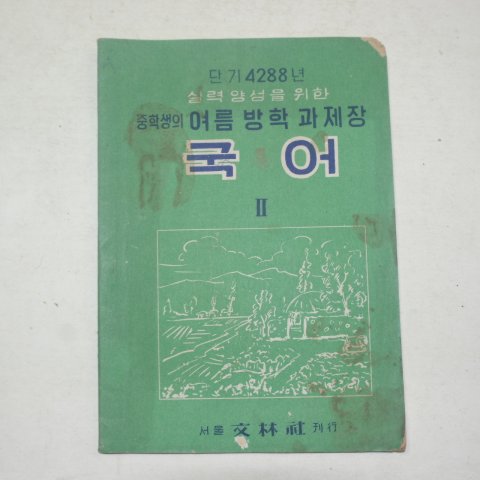 단기 4288년
실력 양성을 위한
중학생의 여름 방학 과제장
국 어
II
서울 文林社 刊行